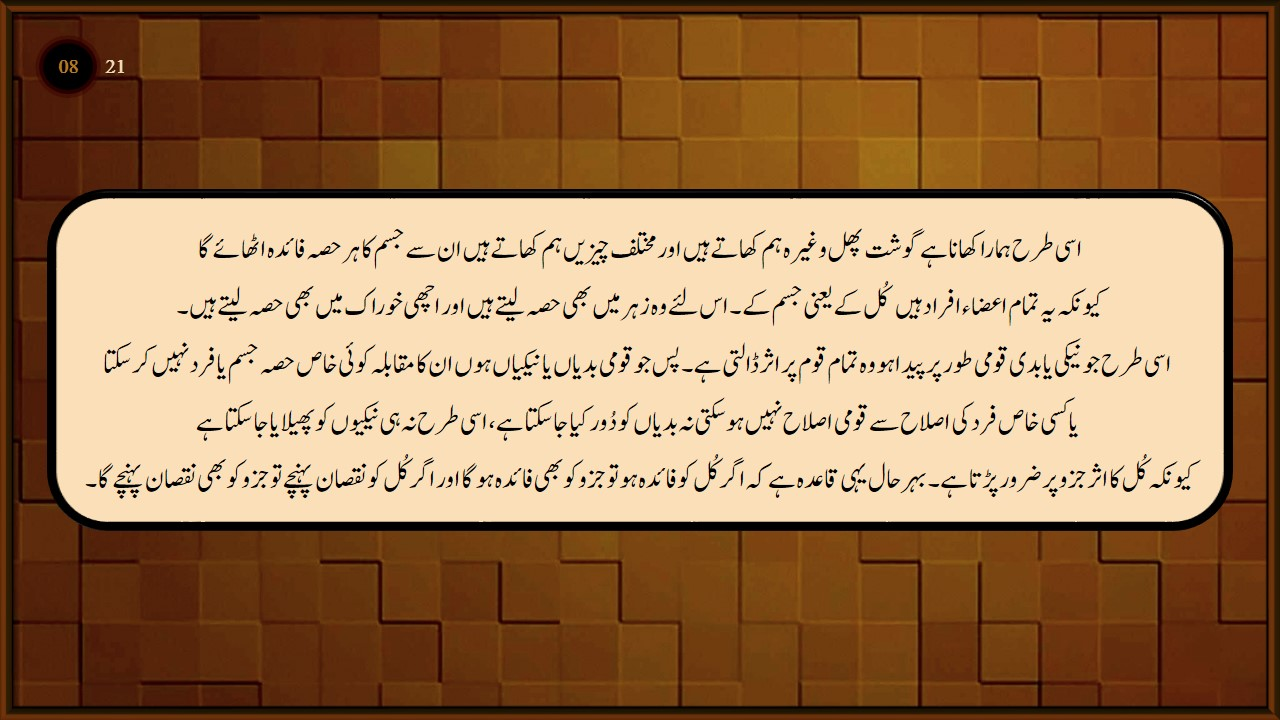 08 21
اسی طرح ہمارا کھانا ہے گوشت پھل وغیرہ ہم کھاتے ہیں اور مختلف چیزیں ہم کھاتے ہیں ان سے جسم کا ہر حصہ فائدہ اٹھائے گا
کیونکہ یہ تمام اعضاء افراد ہیں کُل کے یعنی جسم کے۔ اس لئے وہ زہر میں بھی حصہ لیتے ہیں اور اچھی خوراک میں بھی حصہ لیتے ہیں۔
اسی طرح جو نیکی یا بدی قومی طور پر پیدا ہو وہ تمام قوم پر اثر ڈالتی ہے۔ پس جو قومی بدیاں یا نیکیاں ہوں ان کا مقابلہ کوئی خاص حصہ جسم یا فرد نہیں کر سکتا
یا کسی خاص فرد کی اصلاح سے قومی اصلاح نہیں ہو سکتی نہ بدیاں کو دُور کیا جا سکتا ہے، اسی طرح نہ ہی نیکیوں کو پھیلایا جا سکتا ہے
کیونکہ کُل کا اثر جزو پر ضرور پڑتا ہے۔ بہر حال یہی قاعدہ ہے کہ اگر کُل کو فائدہ ہو تو جزو کو بھی فائدہ ہو گا اور اگر کُل کو نقصان پہنچے تو جزو کو بھی نقصان پہنچے گا۔